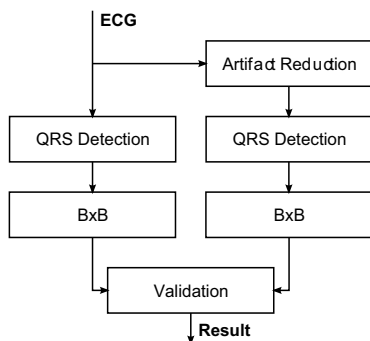 ECG
Artifact Reduction
QRS Detection
QRS Detection
BxB
BxB
Validation
Result